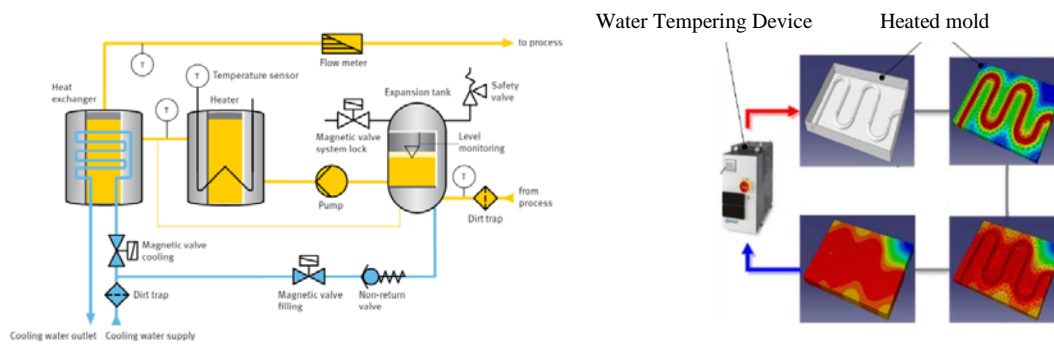 Water Tempering Device
Heated mold
to process
T
Flow meter
T
Temperature sensor
Heat
exchanger
T
Heater
Expansion tank
Safety
valve
Magnetic valve
system lock
Level
monitoring
T
from
process
Pump
Dirt trap
Magnetic valve
cooling
Magnetic valve
filling
Non-return
valve
Dirt trap
Cooling water outlet
Cooling water supply